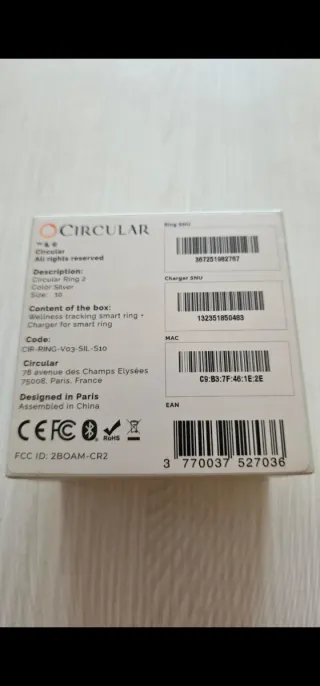 CIRCULAR
™ & ©
Circular
All rights reserved
Description:
Circular Ring 2
Color Silver
Size: 10
Content of the box:
Wellness tracking smart ring +
Charger for smart ring
Code:
CIR-RING-V03-SIL-S10
Circular
78 avenue des Champs Elysées
75008, Paris, France
Designed in Paris
Assembled in China
CE FC RoHS
FCC ID: 2BOAM-CR2
Ring SNU
367251982767
Charger SNU
132351850483
MAC
C9:B3:7F:46:1E:2E
EAN
3 770037 527036